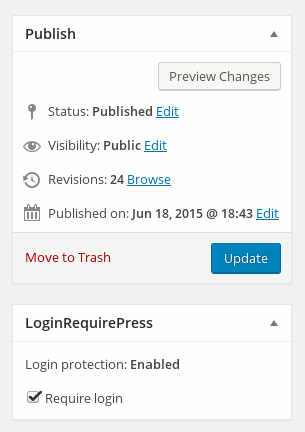 Publish
Preview Changes
Status: Published Edit
Visibility: Public Edit
Revisions: 24 Browse
Published on: Jun 18, 2015 @ 18:43 Edit
Move to Trash Update
LoginRequirePress
Login protection: Enabled
Require login